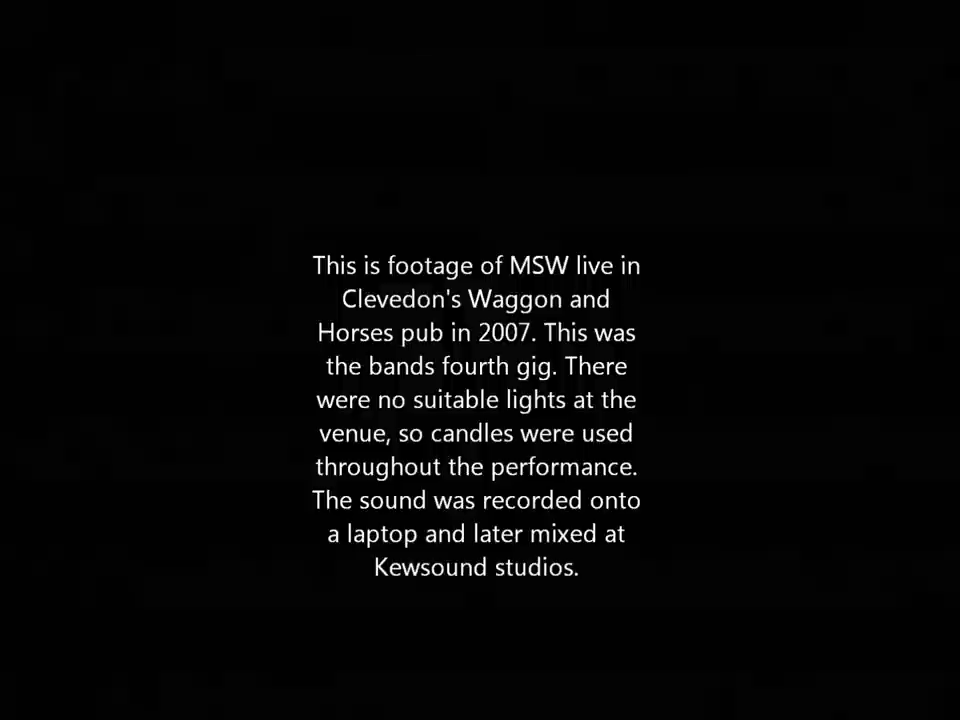 This is footage of MSW live in
Clevedon's Waggon and
Horses pub in 2007. This was
the bands fourth gig. There
were no suitable lights at the
venue, so candles were used
throughout the performance.
The sound was recorded onto
a laptop and later mixed at
Kewsound studios.